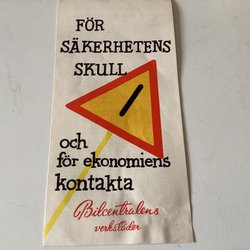 FÖR
SÄKERHETENS
SKULL
och
för ekonomiens
kontakta
Bilcentralens
verkstäder